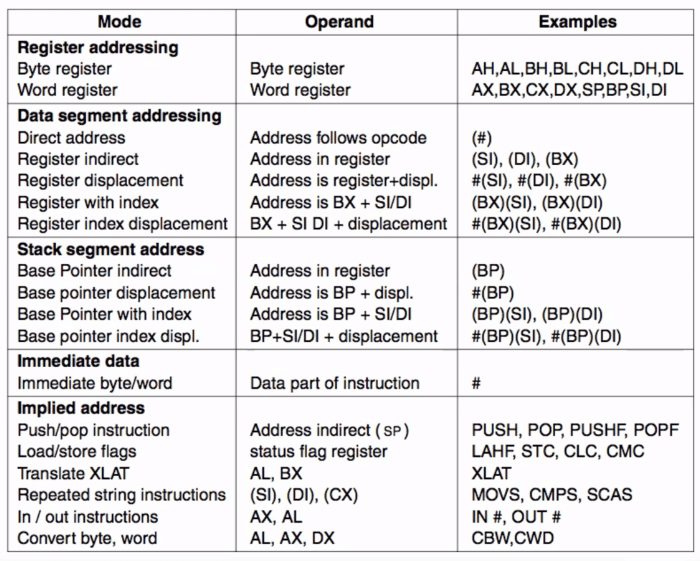 Mode Operand Examples
Register addressing
Byte register Byte register AH,AL,BH,BL,CH,CL,DH,DL
Word register Word register AX,BX,CX,DX,SP,BP,SI,DI
Data segment addressing
Direct address Address follows opcode (#)
Register indirect Address in register (SI), (DI), (BX)
Register displacement Address is register+displ. #(SI), #(DI), #(BX)
Register with index Address is BX + SI/DI (BX)(SI), (BX)(DI)
Register index displacement BX + SI DI + displacement #(BX)(SI), #(BX)(DI)
Stack segment address
Base Pointer indirect Address in register (BP)
Base pointer displacement Address is BP + displ. #(BP)
Base Pointer with index Address is BP + SI/DI (BP)(SI), (BP)(DI)
Base pointer index displ. BP+SI/DI + displacement #(BP)(SI), #(BP)(DI)
Immediate data
Immediate byte/word Data part of instruction #
Implied address
Push/pop instruction Address indirect ( SP ) PUSH, POP, PUSHF, POPF
Load/store flags status flag register LAHF, STC, CLC, CMC
Translate XLAT AL, BX XLAT
Repeated string instructions (SI), (DI), (CX) MOVS, CMPS, SCAS
In / out instructions AX, AL IN #, OUT #
Convert byte, word AL, AX, DX CBW,CWD